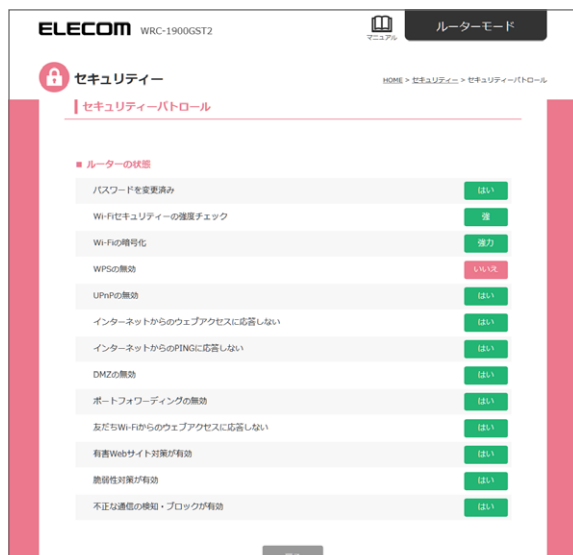 ELECOM WRC-1900GST2
マニュアル
ルーターモード
セキュリティー
HOME > セキュリティー > セキュリティーパトロール
セキュリティーパトロール
■ ルーターの状態
パスワードを変更済み はい
Wi-Fiセキュリティーの強度チェック 強
Wi-Fiの暗号化 強力
WPSの無効 いいえ
UPnPの無効 はい
インターネットからのウェブアクセスに応答しない はい
インターネットからのPINGに応答しない はい
DMZの無効 はい
ポートフォワーディングの無効 はい
友だちWi-Fiからのウェブアクセスに応答しない はい
有害Webサイト対策が有効 はい
脆弱性対策が有効 はい
不正な通信の検知・ブロックが有効 はい